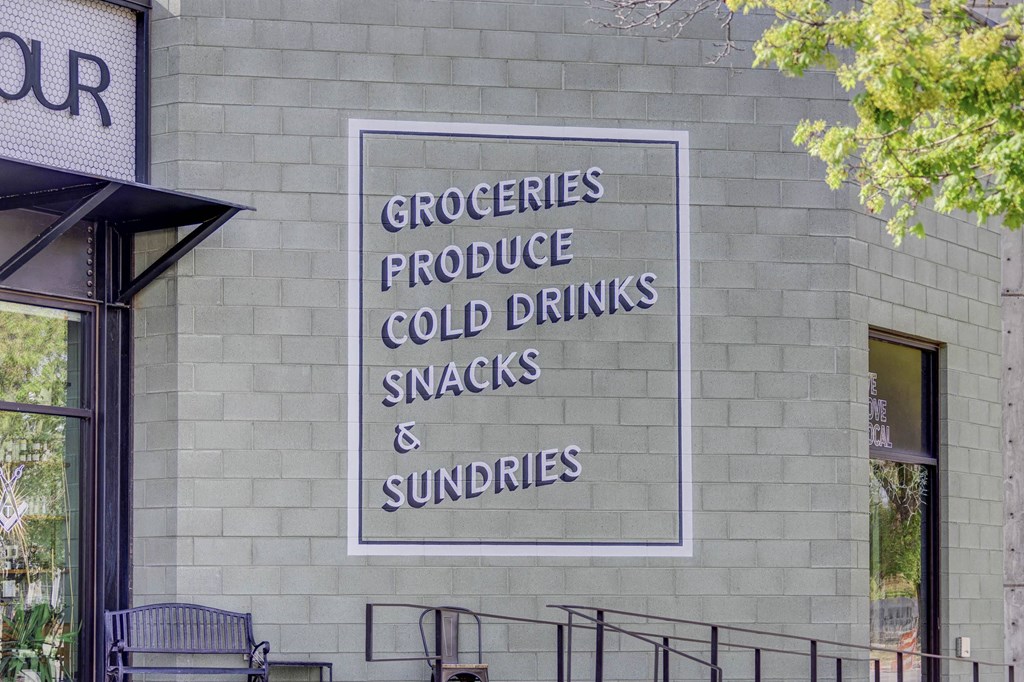 OUR
GROCERIES
PRODUCE
COLD DRINKS
SNACKS
&
SUNDRIES